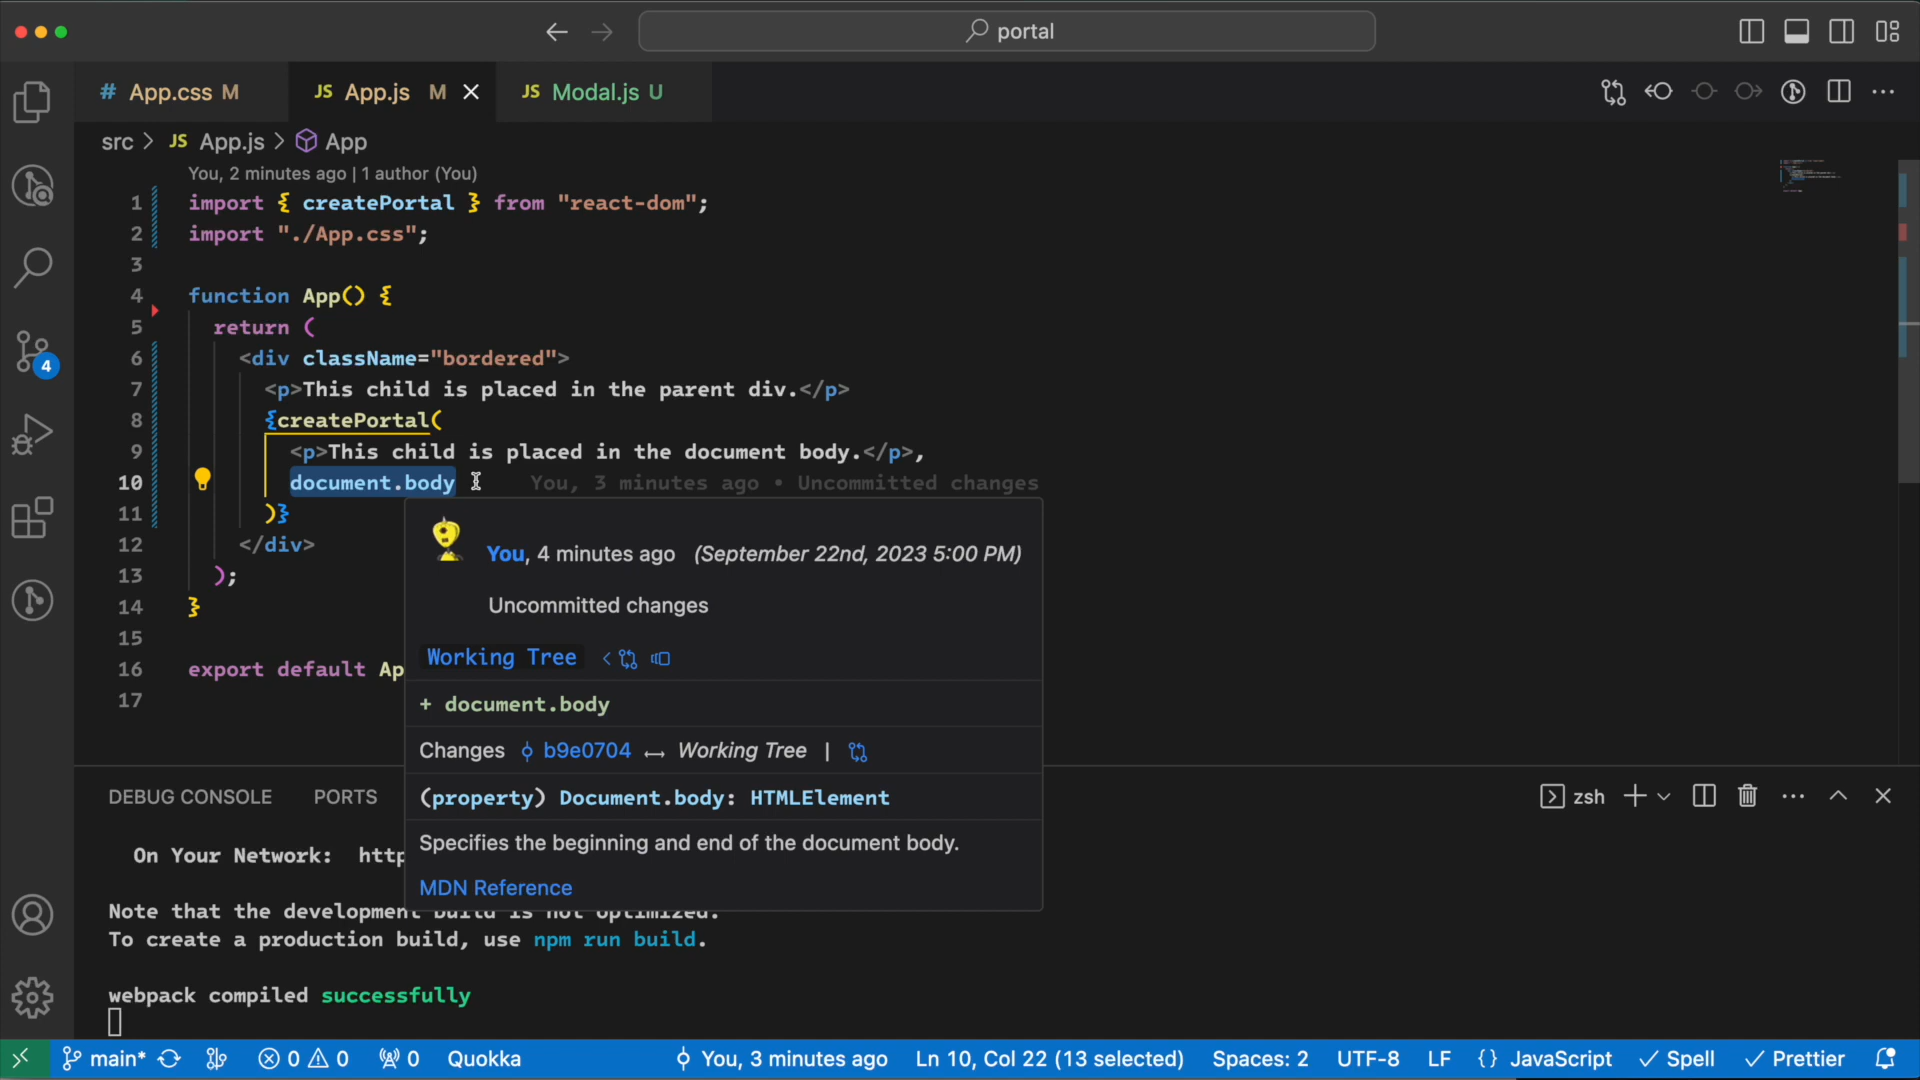 portal
# App.css M
JS App.js M
JS Modal.js U
src > JS App.js > App
You, 2 minutes ago | 1 author (You)
1 import { createPortal } from "react-dom";
2 import "./App.css";
3
4 function App() {
5 return (
6 <div className="bordered">
7 <p>This child is placed in the parent div.</p>
8 {createPortal(
9 <p>This child is placed in the document body.</p>,
10 document.body You, 3 minutes ago • Uncommitted changes
11 )}
12 </div>
13 );
14 }
15
16 export default Ap
17
4
You, 4 minutes ago (September 22nd, 2023 5:00 PM)
Uncommitted changes
Working Tree
+ document.body
Changes b9e0704 ↔ Working Tree |
(property) Document.body: HTMLElement
Specifies the beginning and end of the document body.
MDN Reference
DEBUG CONSOLE PORTS
zsh
On Your Network: http
Note that the development build is not optimized.
To create a production build, use npm run build.
webpack compiled successfully
main* 0 0 0 Quokka You, 3 minutes ago Ln 10, Col 22 (13 selected) Spaces: 2 UTF-8 LF {} JavaScript Spell Prettier